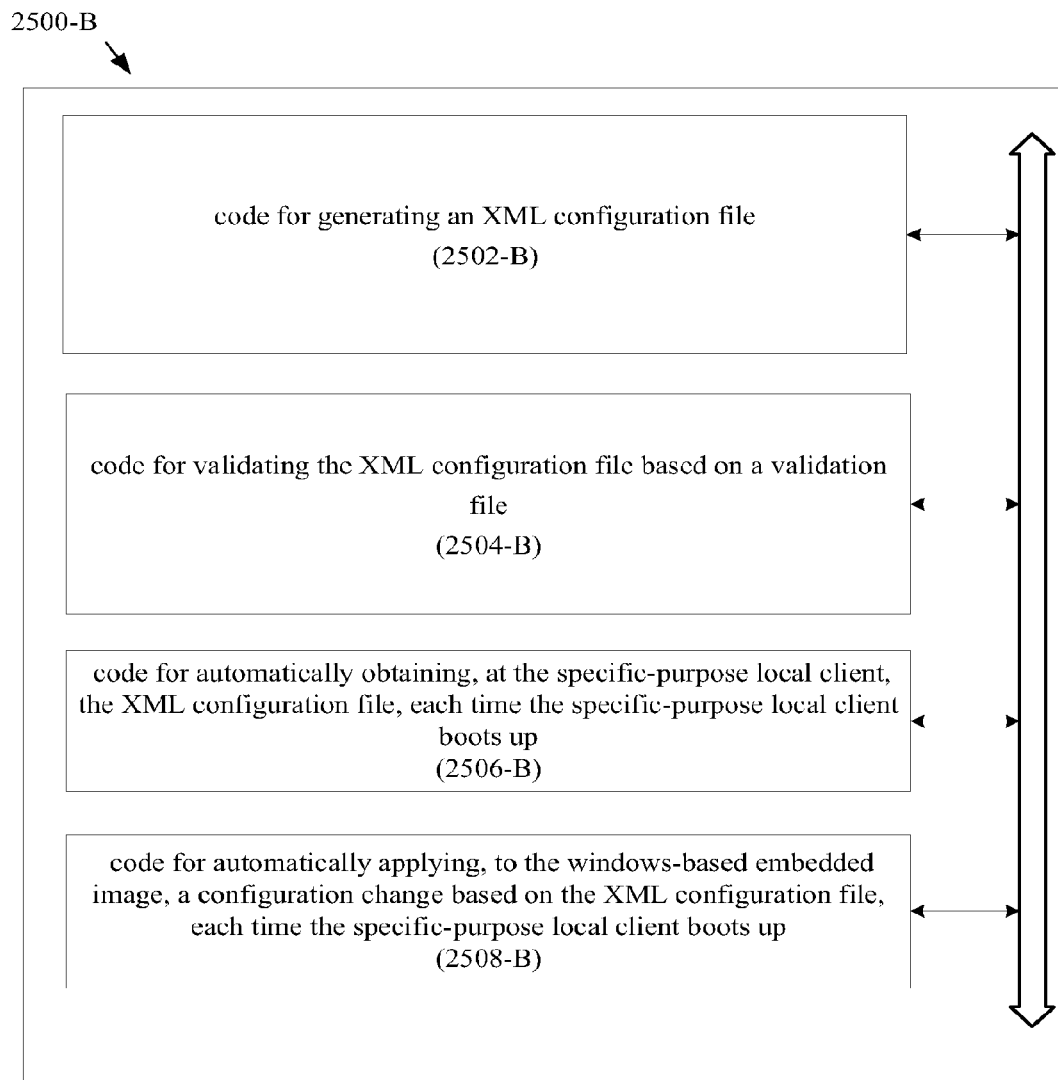 2500-B
code for generating an XML configuration file
(2502-B)
code for validating the XML configuration file based on a validation
file
(2504-B)
code for automatically obtaining, at the specific-purpose local client,
the XML configuration file, each time the specific-purpose local client
boots up
(2506-B)
code for automatically applying, to the windows-based embedded
image, a configuration change based on the XML configuration file,
each time the specific-purpose local client boots up
(2508-B)